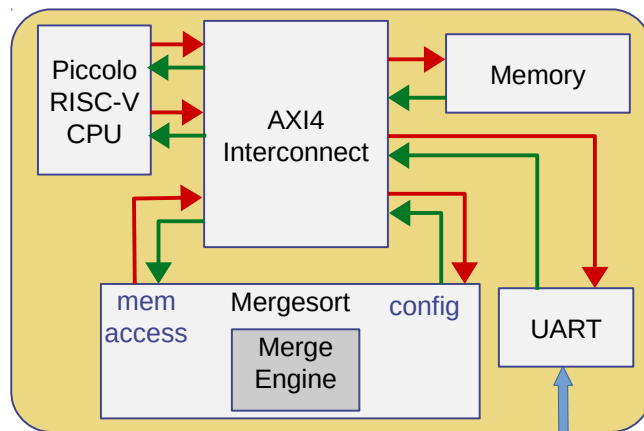 Piccolo
RISC-V
CPU
AXI4
Interconnect
Memory
mem
access
Mergesort
config
Merge
Engine
UART